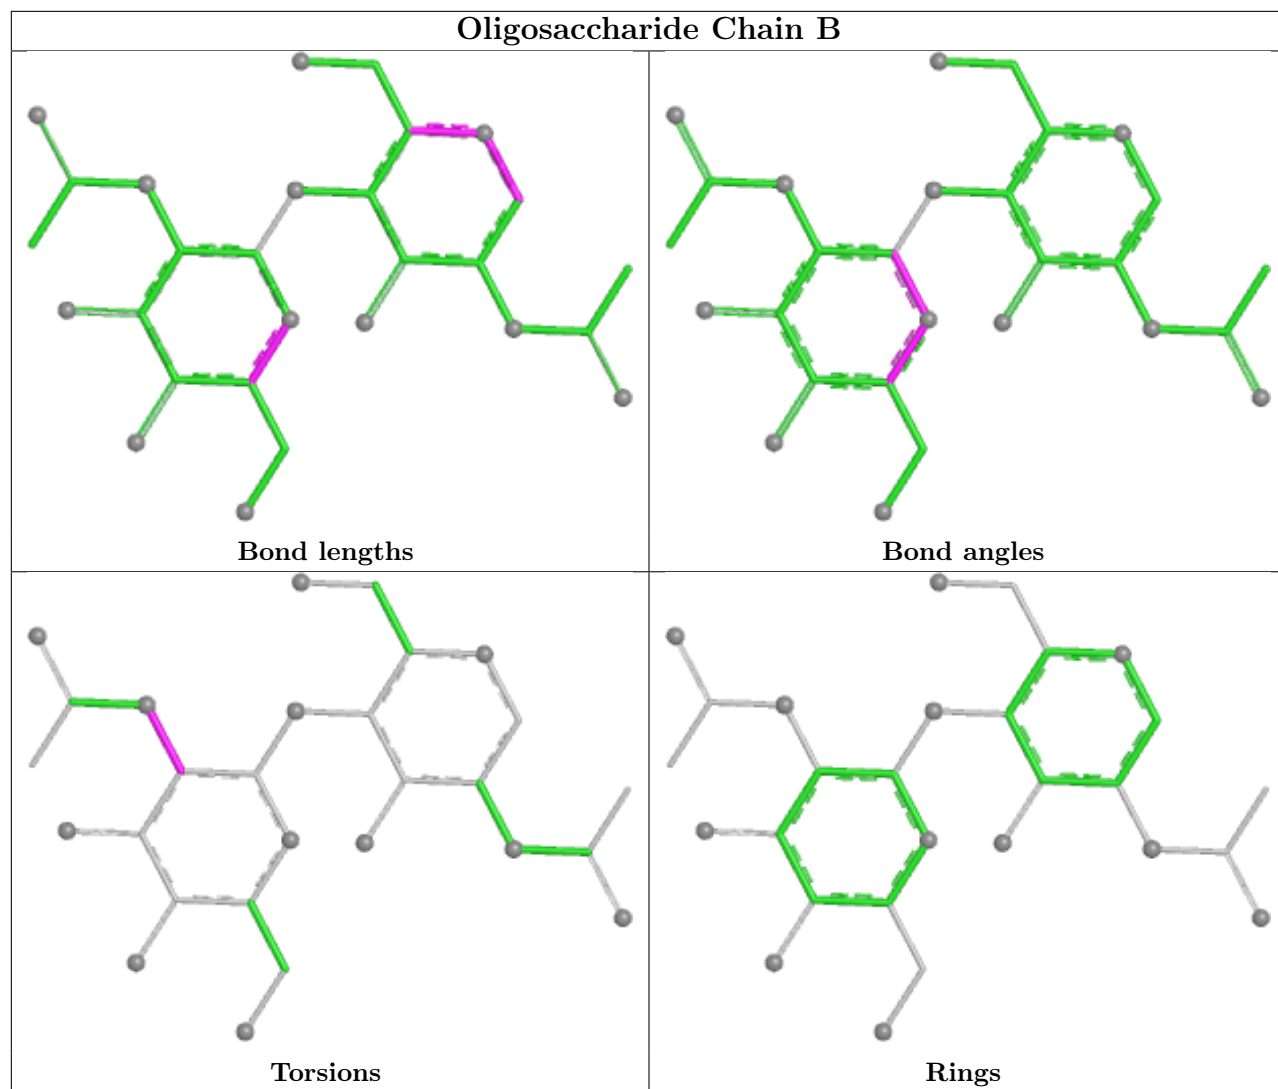 Oligosaccharide Chain B
Bond lengths
Bond angles
Torsions
Rings